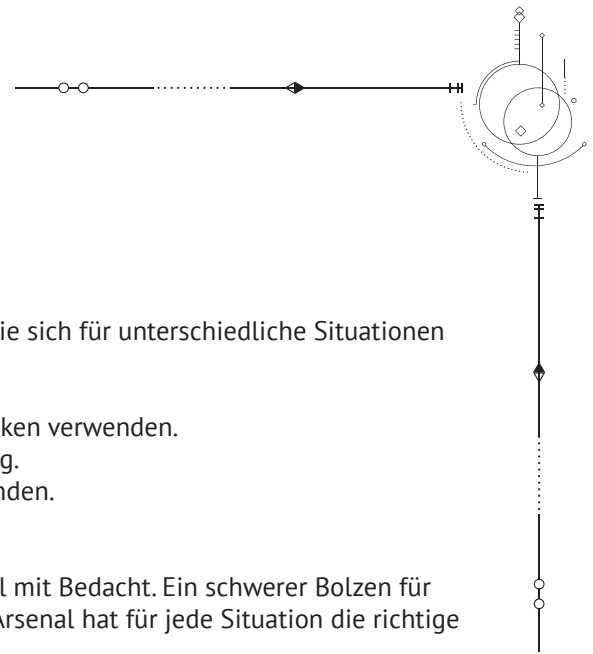 ie sich für unterschiedliche Situationen
ken verwenden.
g.
nden.
l mit Bedacht. Ein schwerer Bolzen für
Arsenal hat für jede Situation die richtige